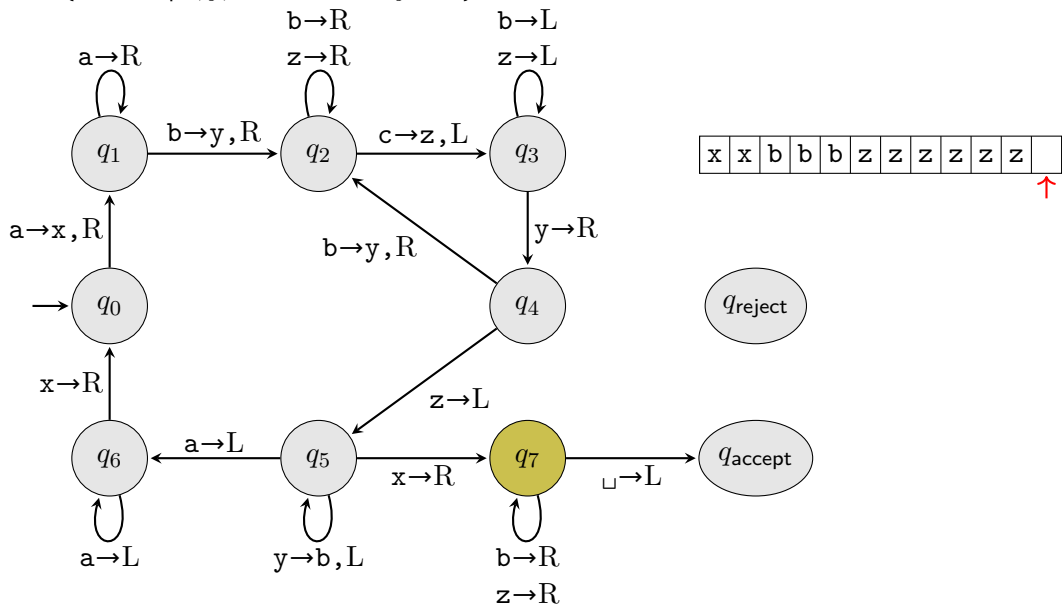 b→R b→L
a→R z→R z→L
q1 b→y,R q2 c→z,L q3 x x b b b z z z z z z
a→x,R b→y,R y→R
q0 q4 qreject
x→R z→L
q6 a→L q5 x→R q7 ␣→L qaccept
a→L y→b,L b→R
z→R